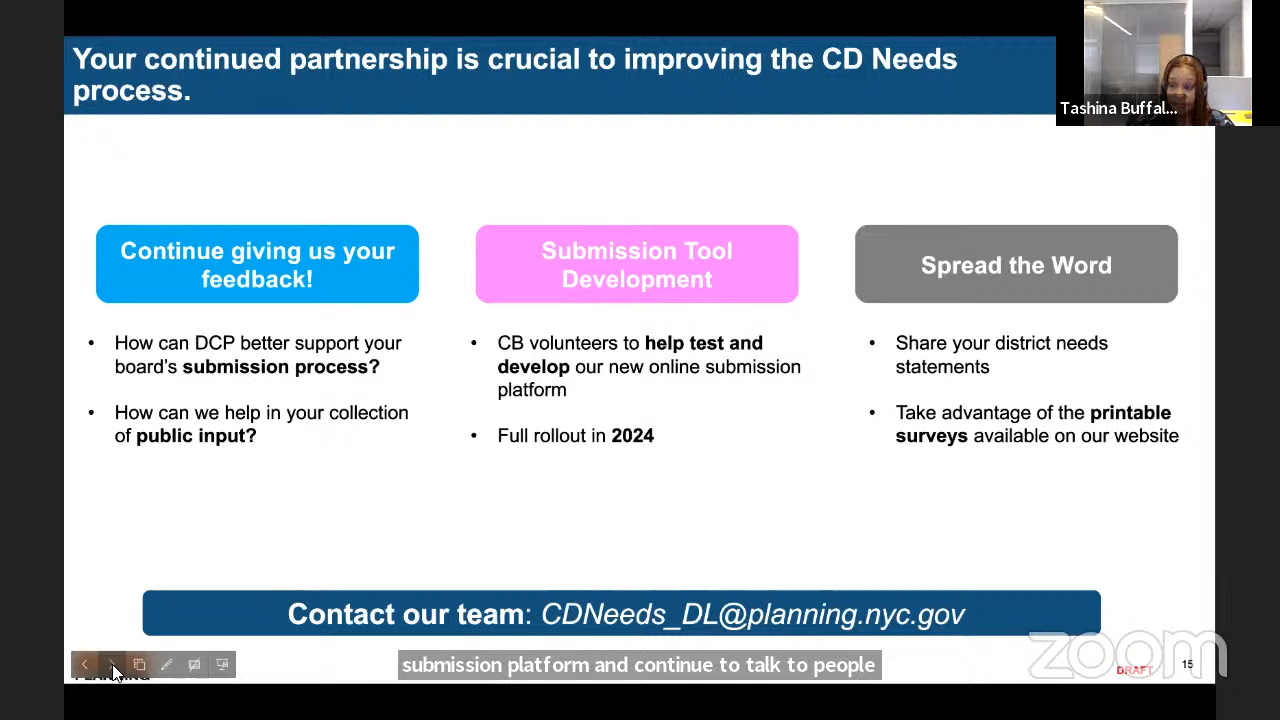 Your continued partnership is crucial to improving the CD Needs
process.
Tashina Buffal...
Continue giving us your
feedback!
• How can DCP better support your
board's submission process?
• How can we help in your collection
of public input?
Submission Tool
Development
• CB volunteers to help test and
develop our new online submission
platform
• Full rollout in 2024
Spread the Word
• Share your district needs
statements
• Take advantage of the printable
surveys available on our website
Contact our team: CDNeeds_DL@planning.nyc.gov
submission platform and continue to talk to people
zoom
DRAFT
15